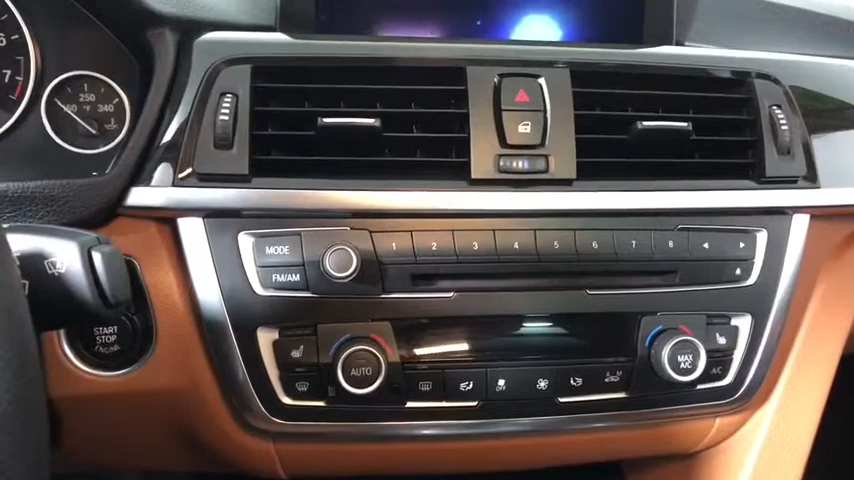 7
250
°F
340
MODE
FM/AM
1 2 3 4 5 6 7 8
START
STOP
ENGINE
AUTO
OFF
A M
MAX
A/C
A/C